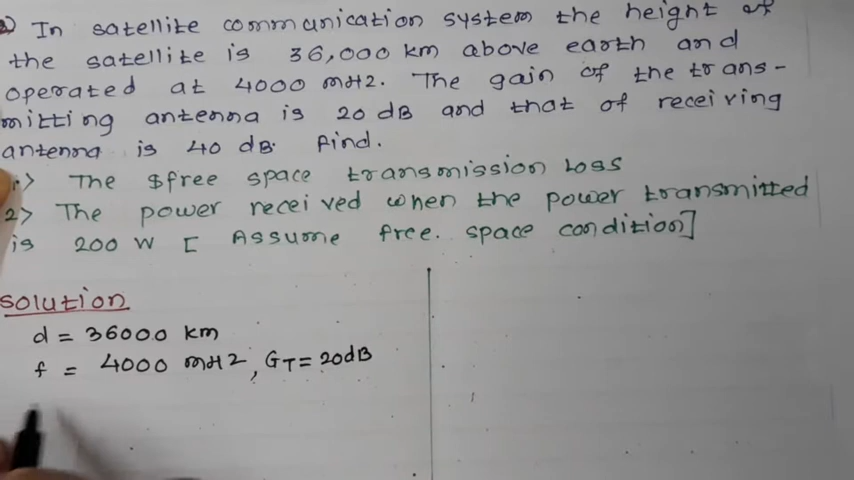 a) In satellite communication system the height of
the satellite is 36,000 km above earth and
operated at 4000 MHZ. The gain of the trans-
mitting antenna is 20 dB and that of receiving
antenna is 40 dB. Find.
1) The $free space transmission Loss
2) The power received when the power transmitted
is 200 W [ Assume free. space condition]
Solution
d = 36000 km
f = 4000 MHZ, GT = 20dB